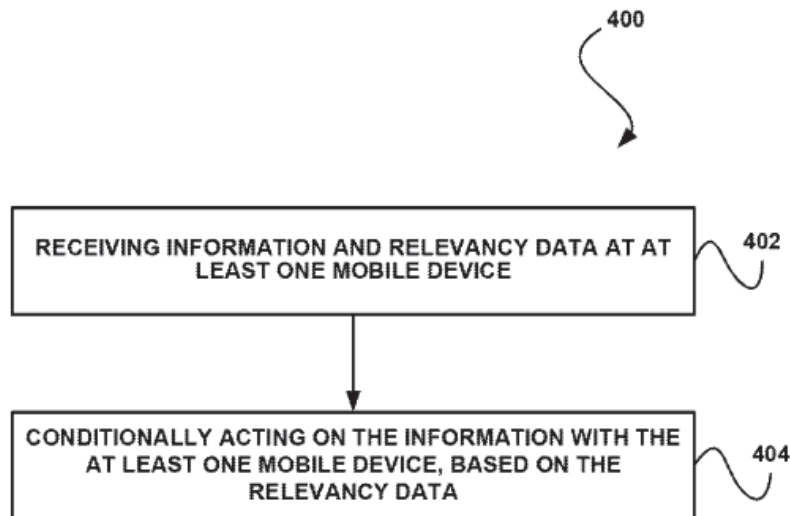 400
RECEIVING INFORMATION AND RELEVANCY DATA AT AT
LEAST ONE MOBILE DEVICE
402
CONDITIONALLY ACTING ON THE INFORMATION WITH THE
AT LEAST ONE MOBILE DEVICE, BASED ON THE
RELEVANCY DATA
404